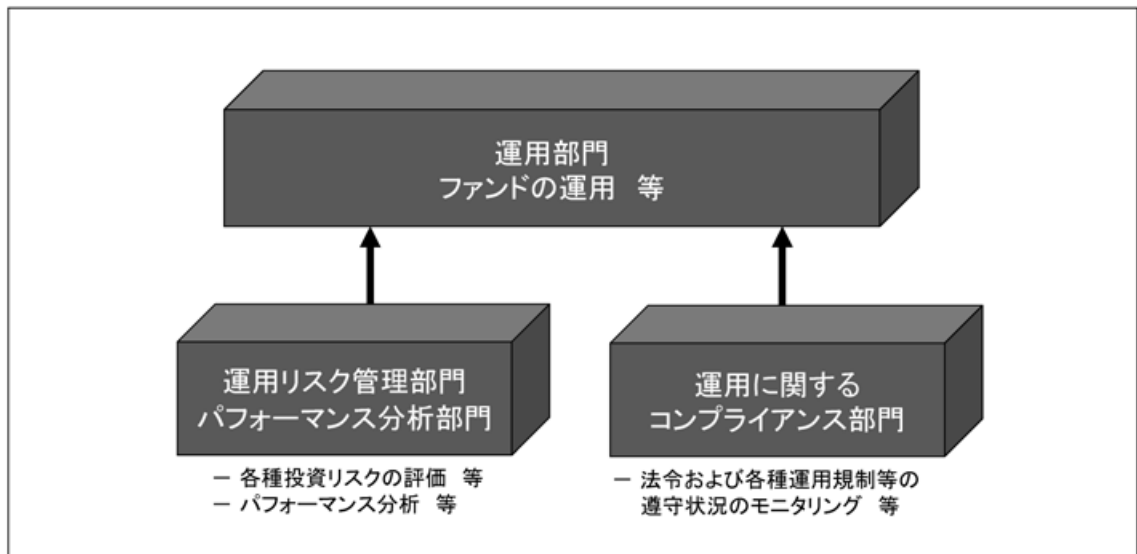 運用部門
ファンドの運用 等
運用リスク管理部門
パフォーマンス分析部門
－ 各種投資リスクの評価 等
－ パフォーマンス分析 等
運用に関する
コンプライアンス部門
－ 法令および各種運用規制等の
遵守状況のモニタリング 等